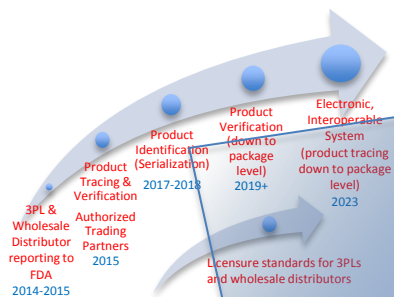 3PL &
Wholesale
Distributor
reporting to
FDA
2014-2015
Product
Tracing &
Verification
Authorized
Trading
Partners
2015
Product
Identification
(Serialization)
2017-2018
Product
Verification
(down to
package
level)
2019+
Electronic,
Interoperable
System
(product tracing
down to package
level)
2023
Licensure standards for 3PLs
and wholesale distributors